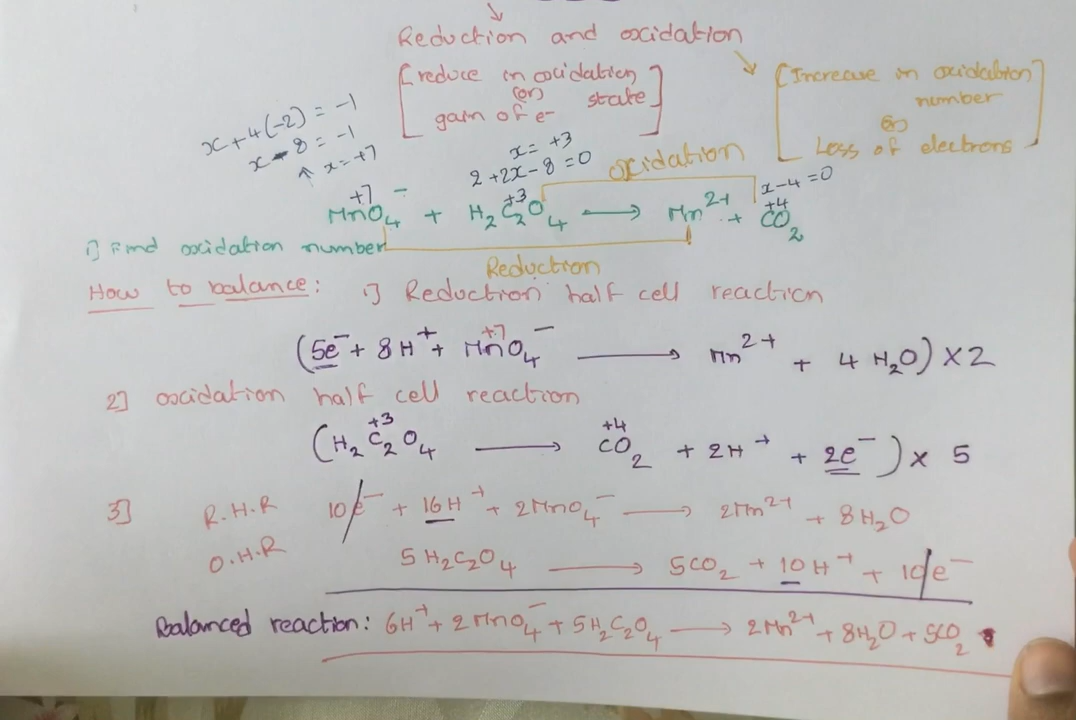 Reduction and oxidation
[reduce in oxidation (or) state] gain of e-
[Increase in oxidation number (or) Loss of electrons]
x+4(-2) = -1
x-8 = -1
x=+7
x= +3
2+2x-8=0
oxidation
x-4=0
+7 +3 +4
MnO4⁻ + H2C2O4 ⟶ Mn²⁺ + CO2
1) Find oxidation number
Reduction
How to balance: 1) Reduction half cell reaction
+7
(5e⁻ + 8H⁺ + MnO4⁻ ⟶ Mn²⁺ + 4H2O) x2
2] oxidation half cell reaction
+3 +4
(H2C2O4 ⟶ CO2 + 2H⁺ + 2e⁻) x 5
3] R.H.R 10e⁻ + 16H⁺ + 2MnO4⁻ ⟶ 2Mn²⁺ + 8H2O
O.H.R 5H2C2O4 ⟶ 5CO2 + 10H⁺ + 10e⁻
Balanced reaction: 6H⁺ + 2MnO4⁻ + 5H2C2O4 ⟶ 2Mn²⁺ + 8H2O + 5CO2